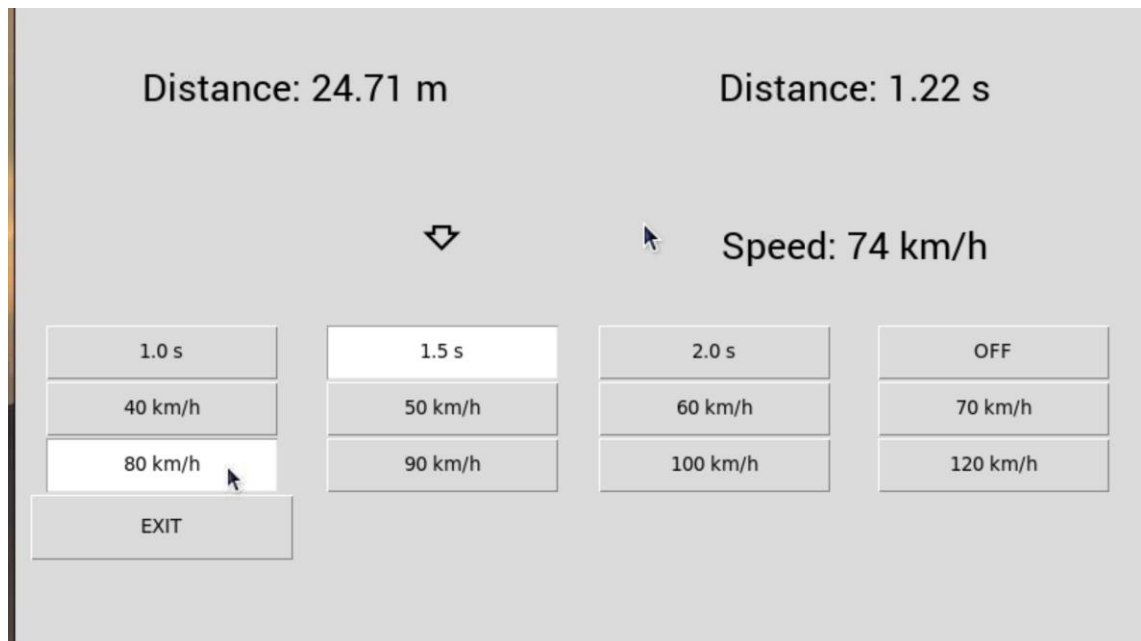 Distance: 24.71 m
Distance: 1.22 s
Speed: 74 km/h
1.0 s
1.5 s
2.0 s
OFF
40 km/h
50 km/h
60 km/h
70 km/h
80 km/h
90 km/h
100 km/h
120 km/h
EXIT